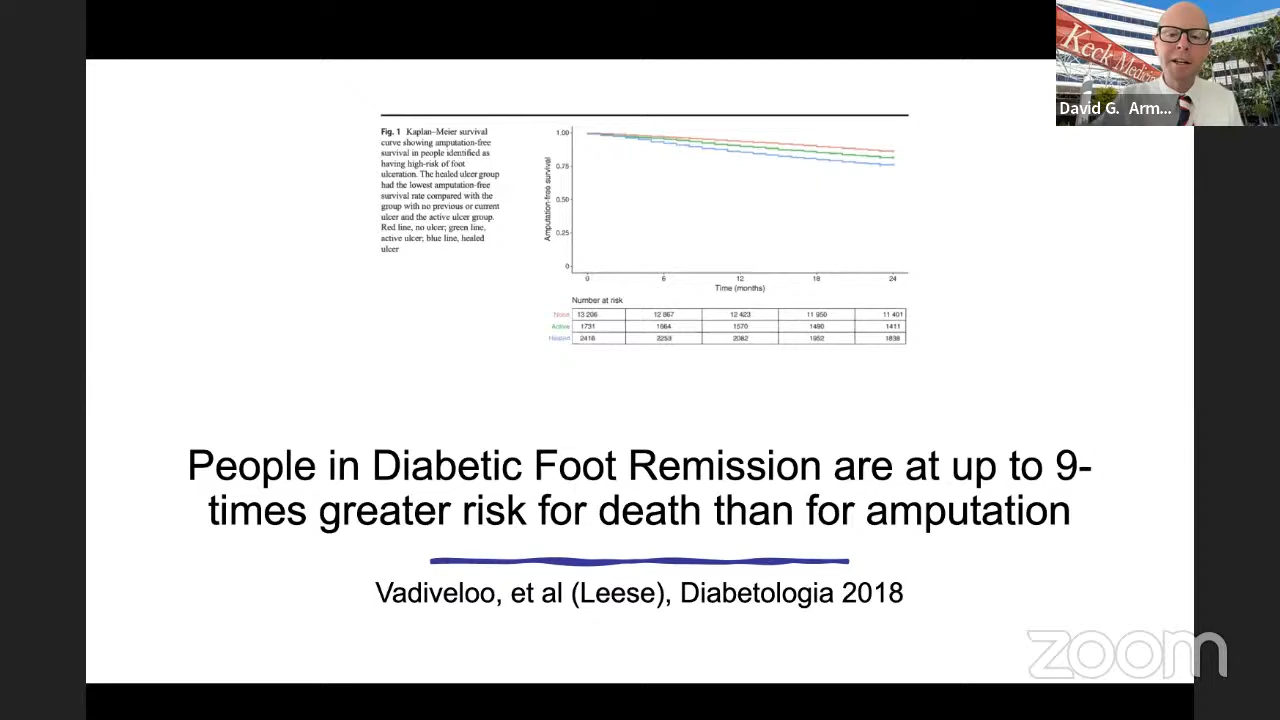 Keck Medicin
David G. Arm...
Fig. 1 Kaplan–Meier survival
curve showing amputation-free
survival in people identified as
having high-risk of foot
ulceration. The healed ulcer group
had the lowest amputation-free
survival rate compared with the
group with no previous or current
ulcer and the active ulcer group.
Red line, no ulcer; green line,
active ulcer; blue line, healed
ulcer
Amputation-free survival
1.00
0.75
0.50
0.25
0
0 6 12 18 24
Time (months)
Number at risk
None 13 206 12 867 12 423 11 950 11 401
Active 1731 1664 1570 1490 1411
Healed 2416 2253 2082 1952 1838
People in Diabetic Foot Remission are at up to 9-
times greater risk for death than for amputation
Vadiveloo, et al (Leese), Diabetologia 2018
zoom